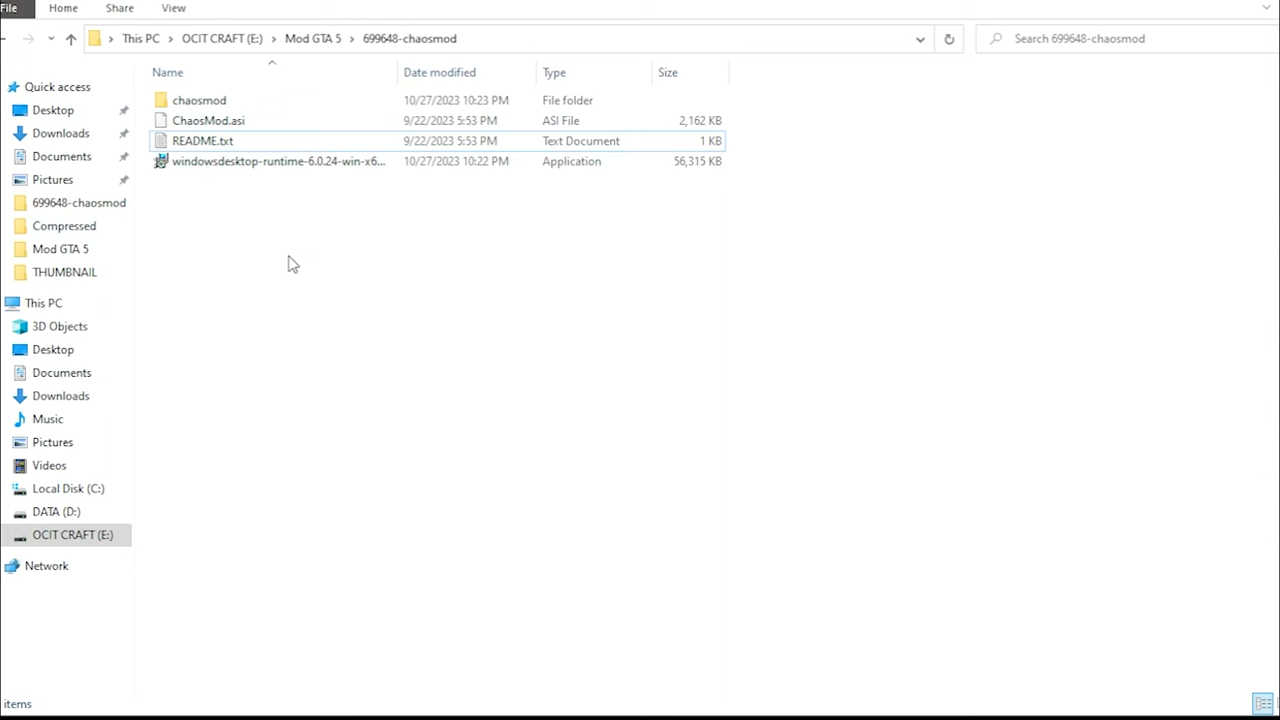 File Home Share View
This PC OCIT CRAFT (E:) Mod GTA 5 699648-chaosmod Search 699648-chaosmod
Name Date modified Type Size
chaosmod 10/27/2023 10:23 PM File folder
ChaosMod.asi 9/22/2023 5:53 PM ASI File 2,162 KB
README.txt 9/22/2023 5:53 PM Text Document 1 KB
windowsdesktop-runtime-6.0.24-win-x6... 10/27/2023 10:22 PM Application 56,315 KB
Quick access
Desktop
Downloads
Documents
Pictures
699648-chaosmod
Compressed
Mod GTA 5
THUMBNAIL
This PC
3D Objects
Desktop
Documents
Downloads
Music
Pictures
Videos
Local Disk (C:)
DATA (D:)
OCIT CRAFT (E:)
Network
items